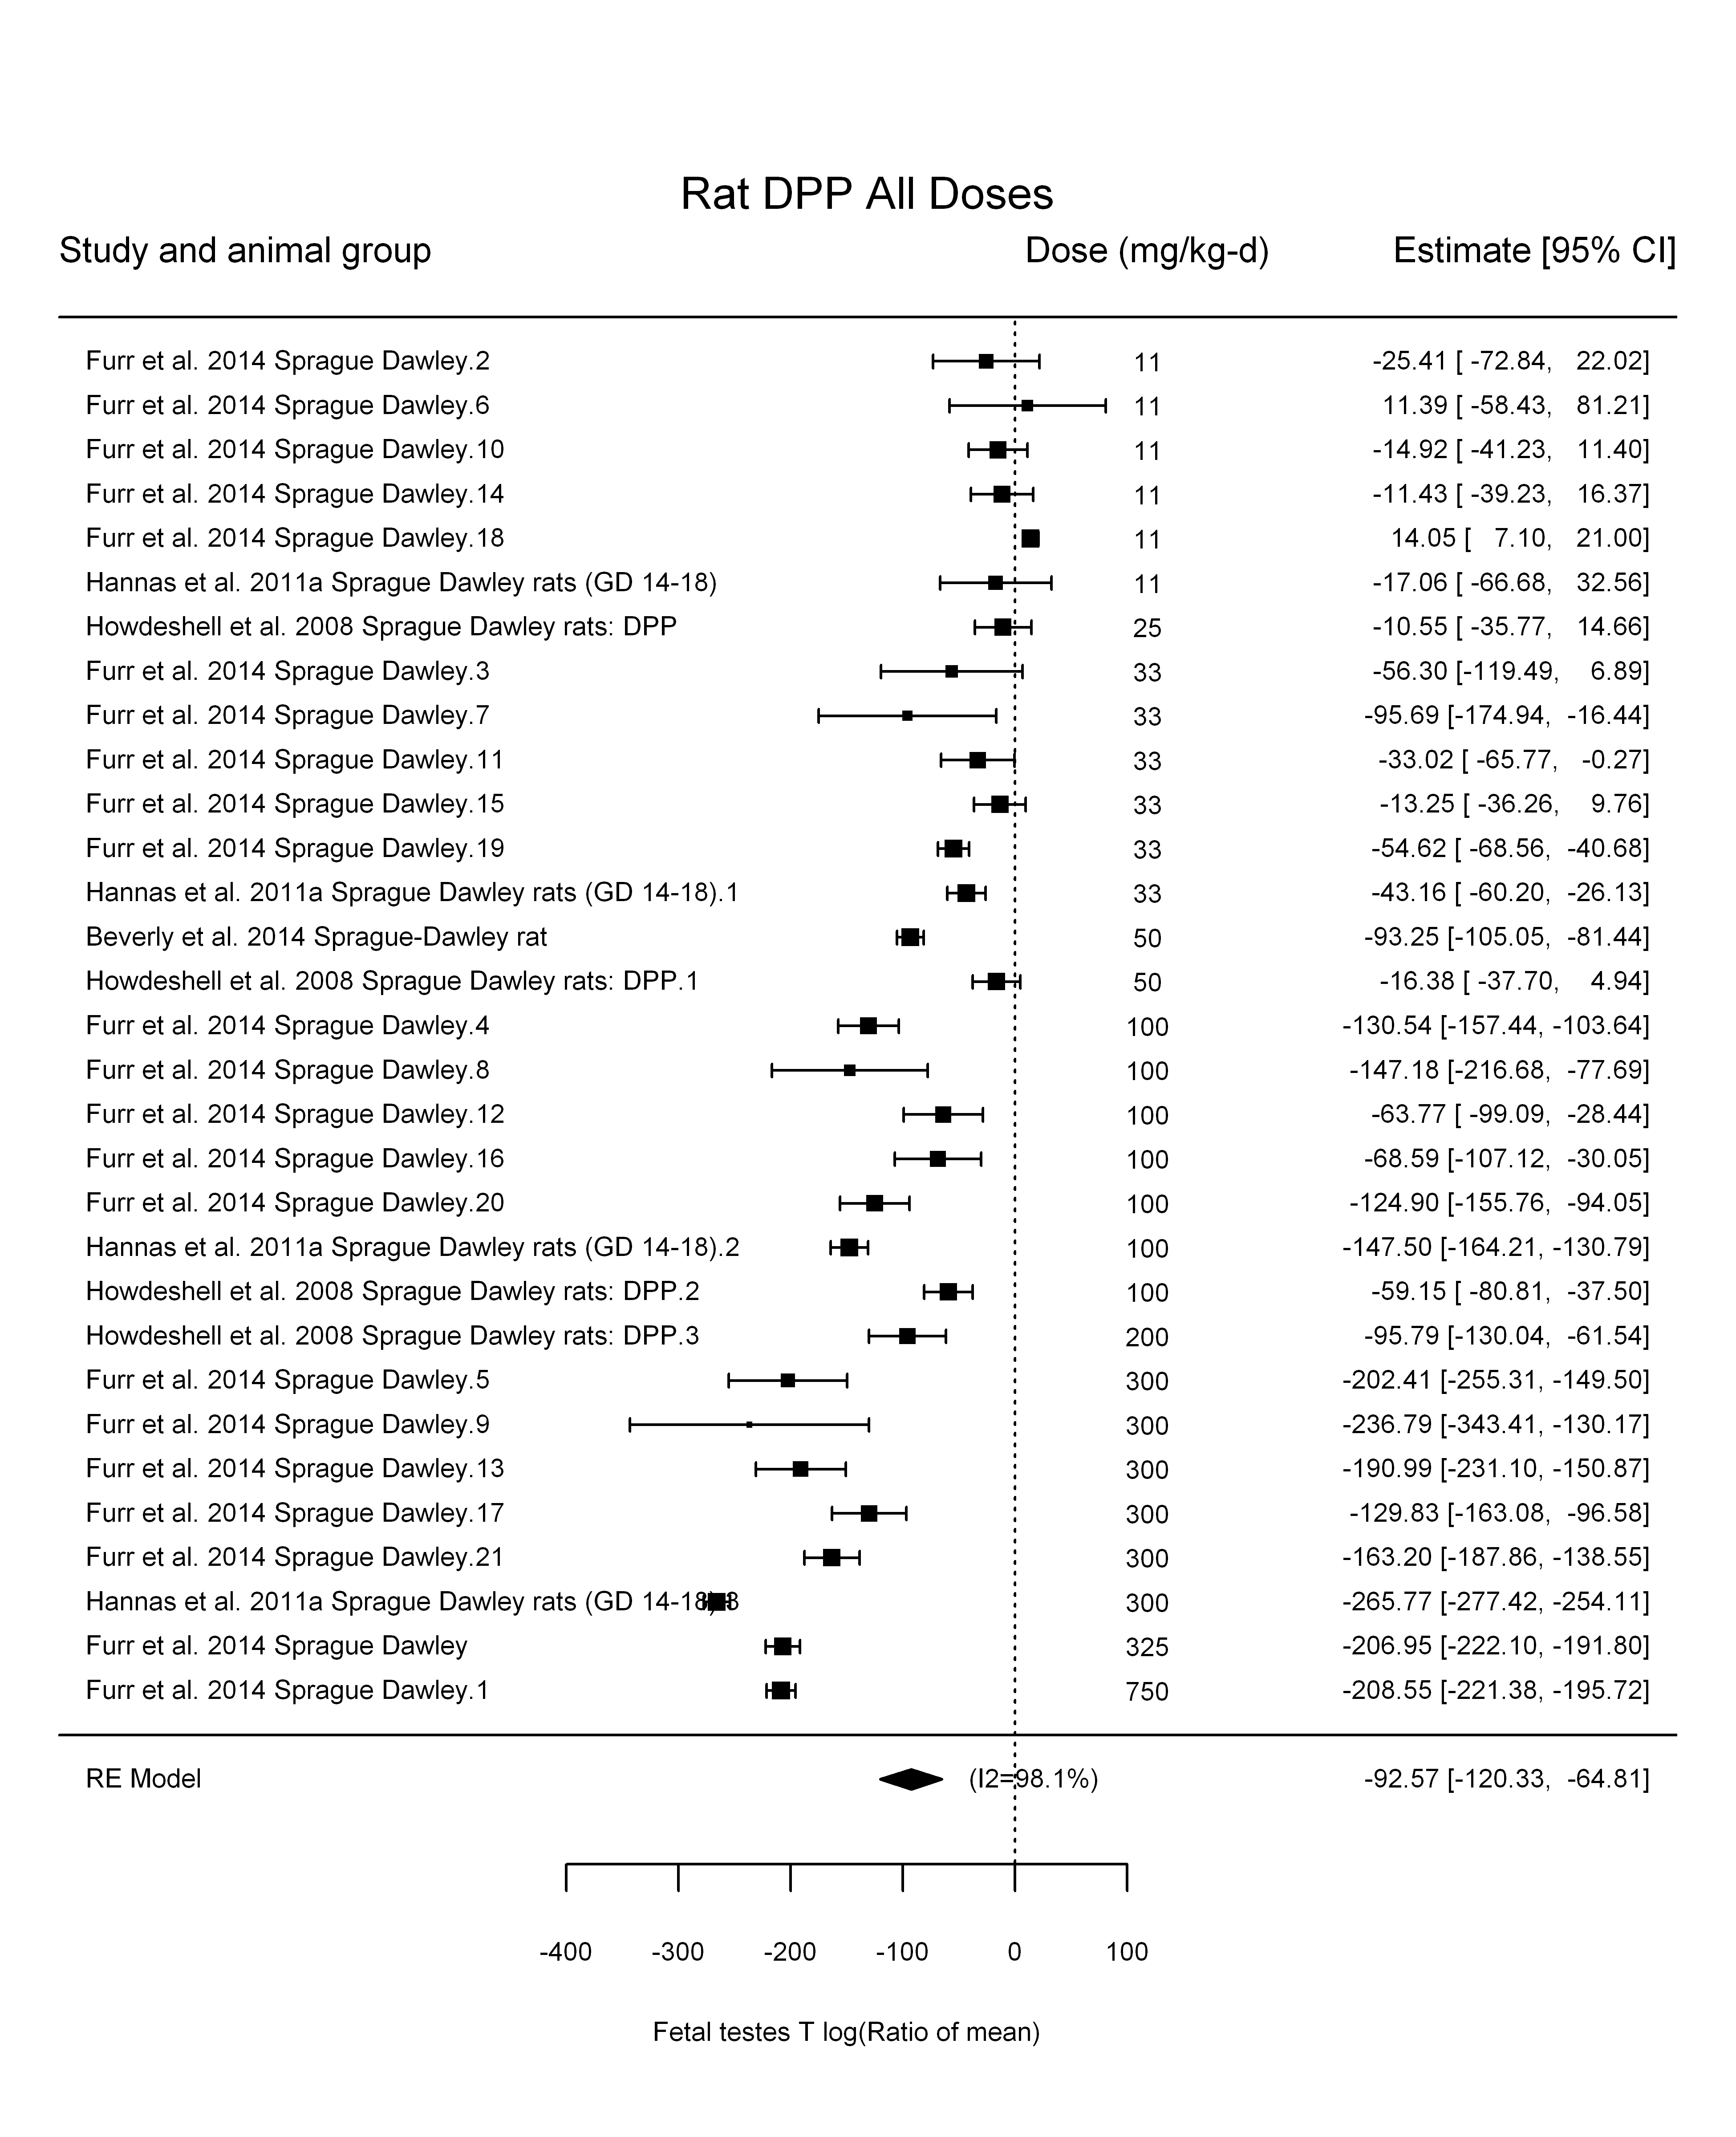 Rat DPP All Doses
Study and animal group Dose (mg/kg-d) Estimate [95% CI]
Furr et al. 2014 Sprague Dawley.2 11 -25.41 [ -72.84, 22.02]
Furr et al. 2014 Sprague Dawley.6 11 11.39 [ -58.43, 81.21]
Furr et al. 2014 Sprague Dawley.10 11 -14.92 [ -41.23, 11.40]
Furr et al. 2014 Sprague Dawley.14 11 -11.43 [ -39.23, 16.37]
Furr et al. 2014 Sprague Dawley.18 11 14.05 [ 7.10, 21.00]
Hannas et al. 2011a Sprague Dawley rats (GD 14-18) 11 -17.06 [ -66.68, 32.56]
Howdeshell et al. 2008 Sprague Dawley rats: DPP 25 -10.55 [ -35.77, 14.66]
Furr et al. 2014 Sprague Dawley.3 33 -56.30 [-119.49, 6.89]
Furr et al. 2014 Sprague Dawley.7 33 -95.69 [-174.94, -16.44]
Furr et al. 2014 Sprague Dawley.11 33 -33.02 [ -65.77, -0.27]
Furr et al. 2014 Sprague Dawley.15 33 -13.25 [ -36.26, 9.76]
Furr et al. 2014 Sprague Dawley.19 33 -54.62 [ -68.56, -40.68]
Hannas et al. 2011a Sprague Dawley rats (GD 14-18).1 33 -43.16 [ -60.20, -26.13]
Beverly et al. 2014 Sprague-Dawley rat 50 -93.25 [-105.05, -81.44]
Howdeshell et al. 2008 Sprague Dawley rats: DPP.1 50 -16.38 [ -37.70, 4.94]
Furr et al. 2014 Sprague Dawley.4 100 -130.54 [-157.44, -103.64]
Furr et al. 2014 Sprague Dawley.8 100 -147.18 [-216.68, -77.69]
Furr et al. 2014 Sprague Dawley.12 100 -63.77 [ -99.09, -28.44]
Furr et al. 2014 Sprague Dawley.16 100 -68.59 [-107.12, -30.05]
Furr et al. 2014 Sprague Dawley.20 100 -124.90 [-155.76, -94.05]
Hannas et al. 2011a Sprague Dawley rats (GD 14-18).2 100 -147.50 [-164.21, -130.79]
Howdeshell et al. 2008 Sprague Dawley rats: DPP.2 100 -59.15 [ -80.81, -37.50]
Howdeshell et al. 2008 Sprague Dawley rats: DPP.3 200 -95.79 [-130.04, -61.54]
Furr et al. 2014 Sprague Dawley.5 300 -202.41 [-255.31, -149.50]
Furr et al. 2014 Sprague Dawley.9 300 -236.79 [-343.41, -130.17]
Furr et al. 2014 Sprague Dawley.13 300 -190.99 [-231.10, -150.87]
Furr et al. 2014 Sprague Dawley.17 300 -129.83 [-163.08, -96.58]
Furr et al. 2014 Sprague Dawley.21 300 -163.20 [-187.86, -138.55]
Hannas et al. 2011a Sprague Dawley rats (GD 14-18).3 300 -265.77 [-277.42, -254.11]
Furr et al. 2014 Sprague Dawley 325 -206.95 [-222.10, -191.80]
Furr et al. 2014 Sprague Dawley.1 750 -208.55 [-221.38, -195.72]
RE Model (I2=98.1%) -92.57 [-120.33, -64.81]
-400 -300 -200 -100 0 100
Fetal testes T log(Ratio of mean)